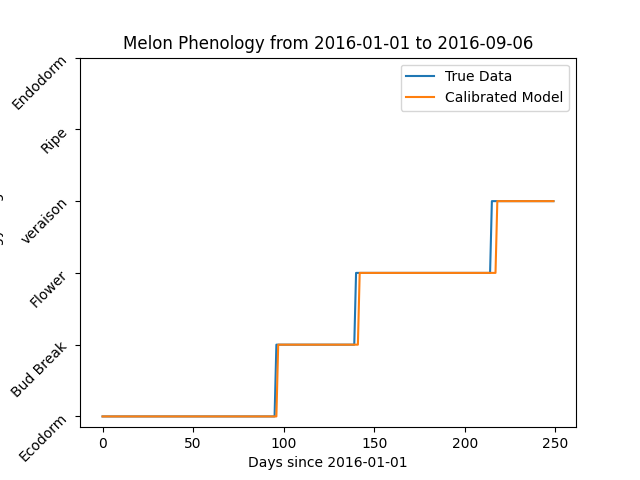 Melon Phenology from 2016-01-01 to 2016-09-06
True Data
Calibrated Model
Endodorm
Ripe
veraison
Flower
Bud Break
Ecodorm
0 50 100 150 200 250
Days since 2016-01-01